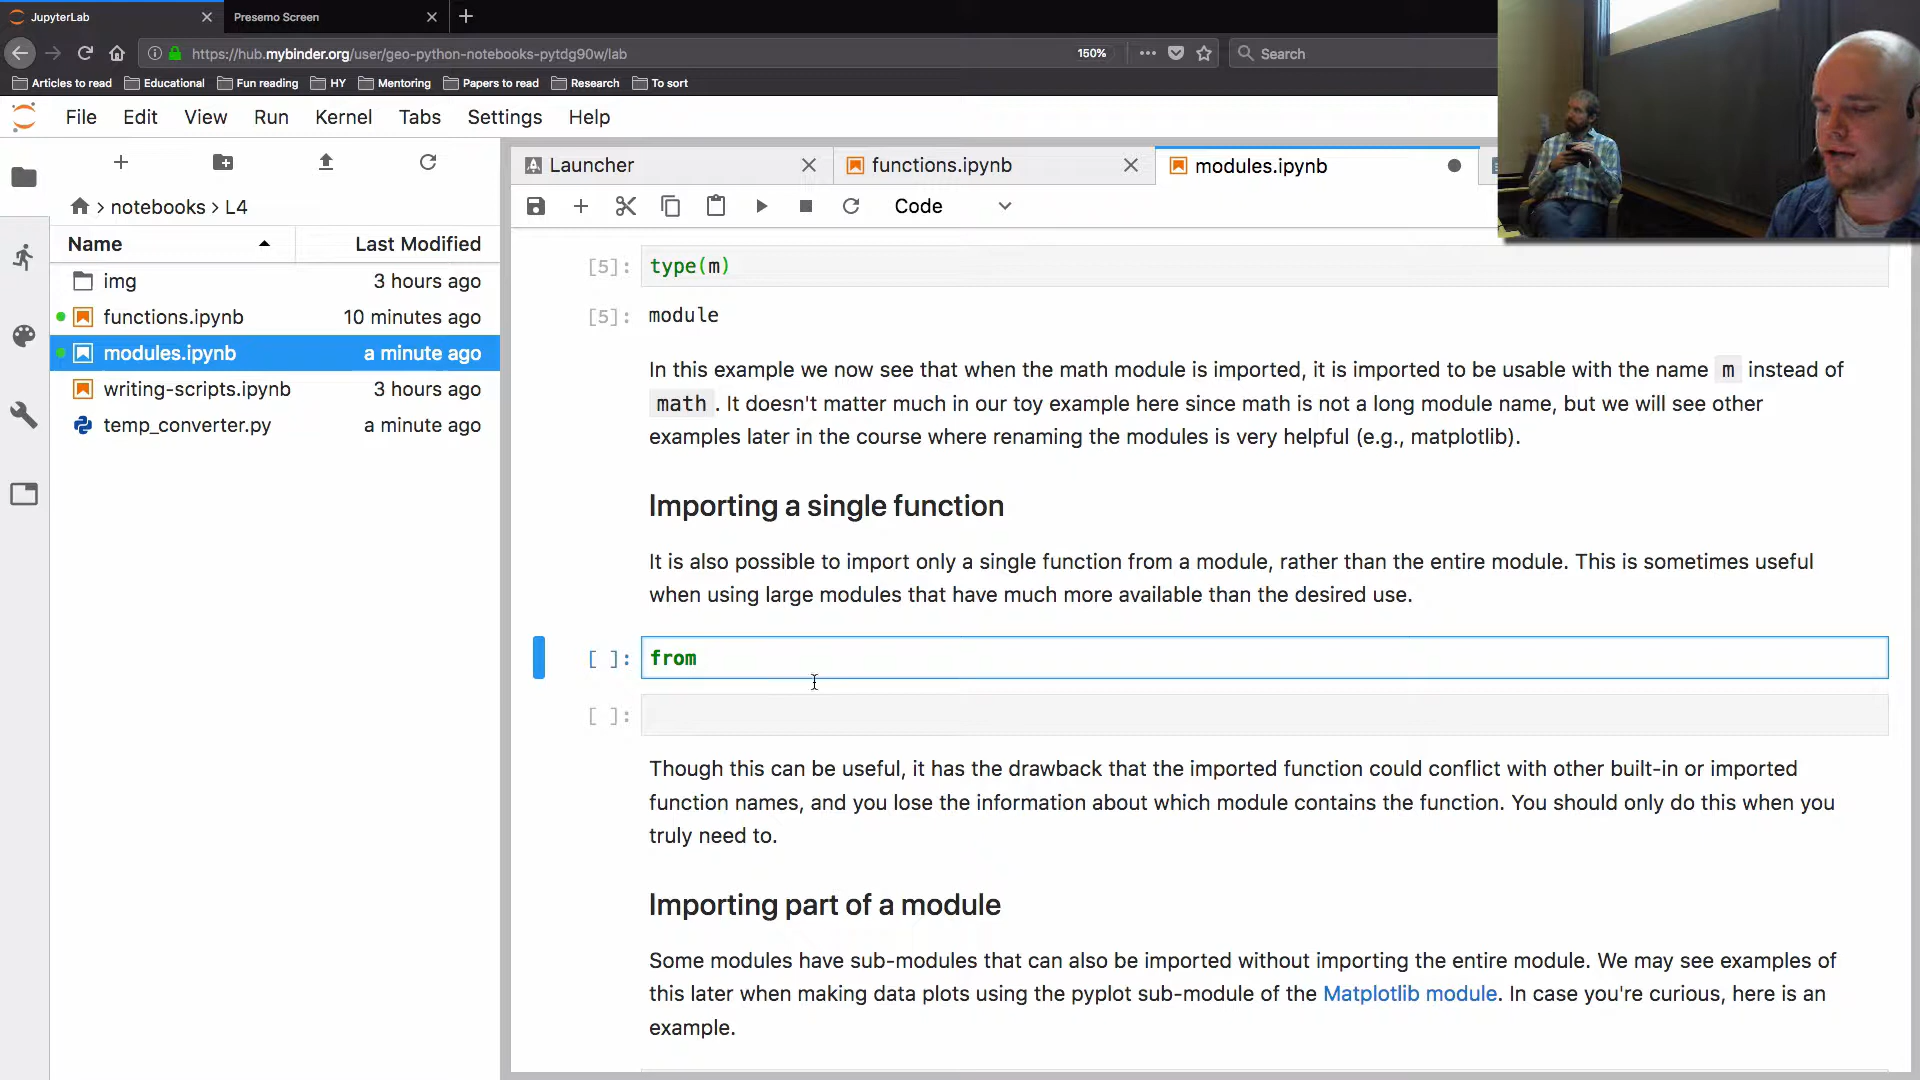 JupyterLab
Presemo Screen
https://hub.mybinder.org/user/geo-python-notebooks-pytdg90w/lab
150%
Search
Articles to read
Educational
Fun reading
HY
Mentoring
Papers to read
Research
To sort
File Edit View Run Kernel Tabs Settings Help
Launcher
functions.ipynb
modules.ipynb
Code
notebooks > L4
Name Last Modified
img 3 hours ago
functions.ipynb 10 minutes ago
modules.ipynb a minute ago
writing-scripts.ipynb 3 hours ago
temp_converter.py a minute ago
[5]: type(m)
[5]: module
In this example we now see that when the math module is imported, it is imported to be usable with the name m instead of
math . It doesn't matter much in our toy example here since math is not a long module name, but we will see other
examples later in the course where renaming the modules is very helpful (e.g., matplotlib).
Importing a single function
It is also possible to import only a single function from a module, rather than the entire module. This is sometimes useful
when using large modules that have much more available than the desired use.
[ ]: from
[ ]:
Though this can be useful, it has the drawback that the imported function could conflict with other built-in or imported
function names, and you lose the information about which module contains the function. You should only do this when you
truly need to.
Importing part of a module
Some modules have sub-modules that can also be imported without importing the entire module. We may see examples of
this later when making data plots using the pyplot sub-module of the Matplotlib module. In case you're curious, here is an
example.